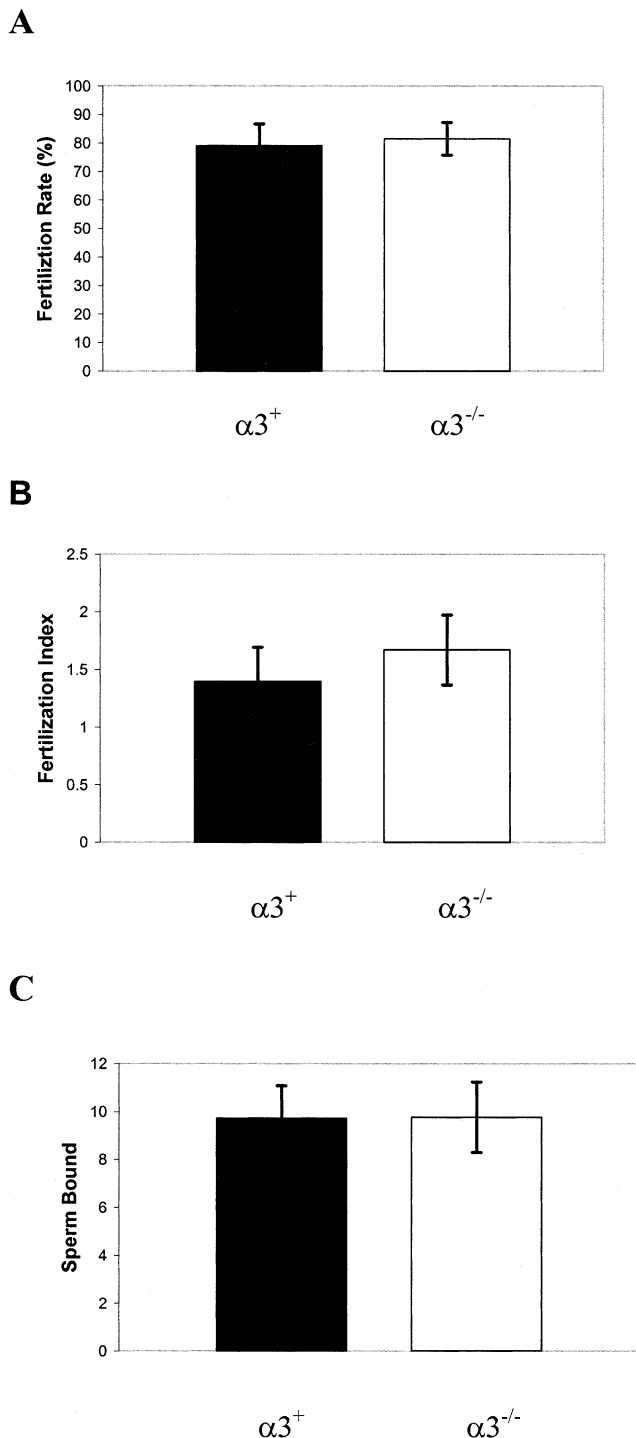 A
Fertiliztion Rate (%)
100
90
80
70
60
50
40
30
20
10
0
α3+
α3-/-
B
Fertilization Index
2.5
2
1.5
1
0.5
0
α3+
α3-/-
C
Sperm Bound
12
10
8
6
4
2
0
α3+
α3-/-